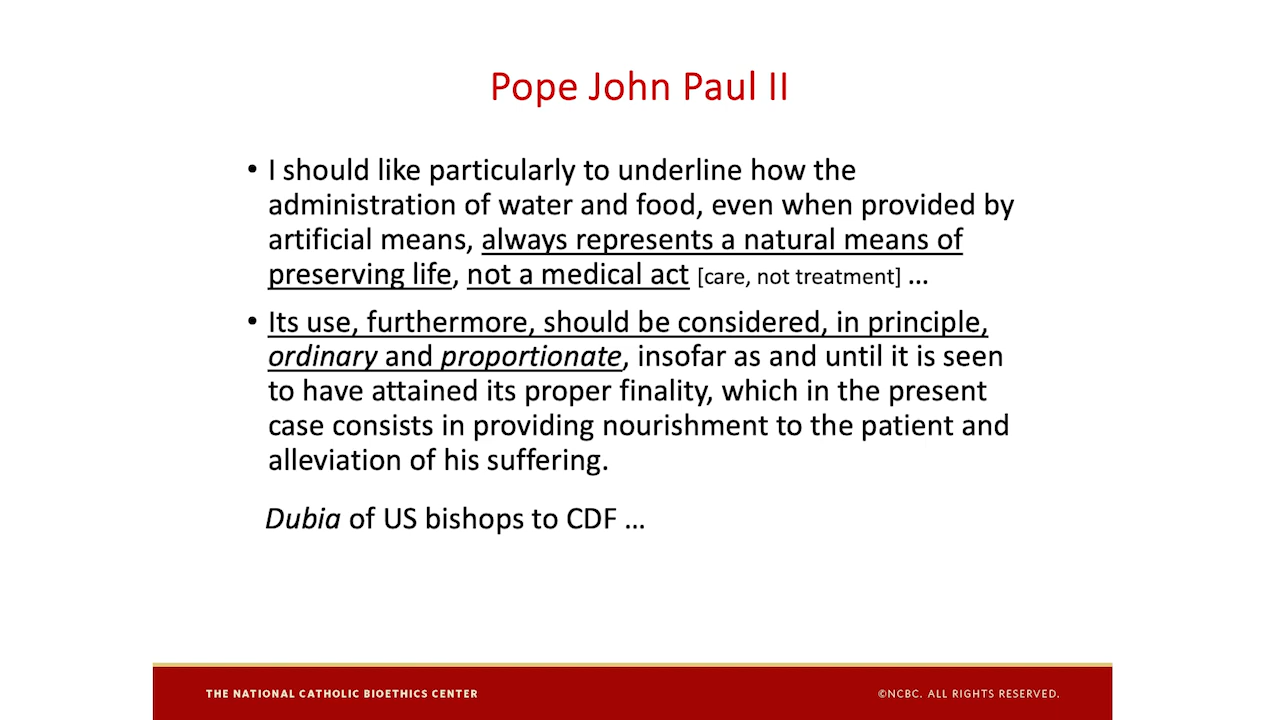 Pope John Paul II
• I should like particularly to underline how the
administration of water and food, even when provided by
artificial means, always represents a natural means of
preserving life, not a medical act [care, not treatment] ...
• Its use, furthermore, should be considered, in principle,
ordinary and proportionate, insofar as and until it is seen
to have attained its proper finality, which in the present
case consists in providing nourishment to the patient and
alleviation of his suffering.
Dubia of US bishops to CDF ...
THE NATIONAL CATHOLIC BIOETHICS CENTER
©NCBC. ALL RIGHTS RESERVED.